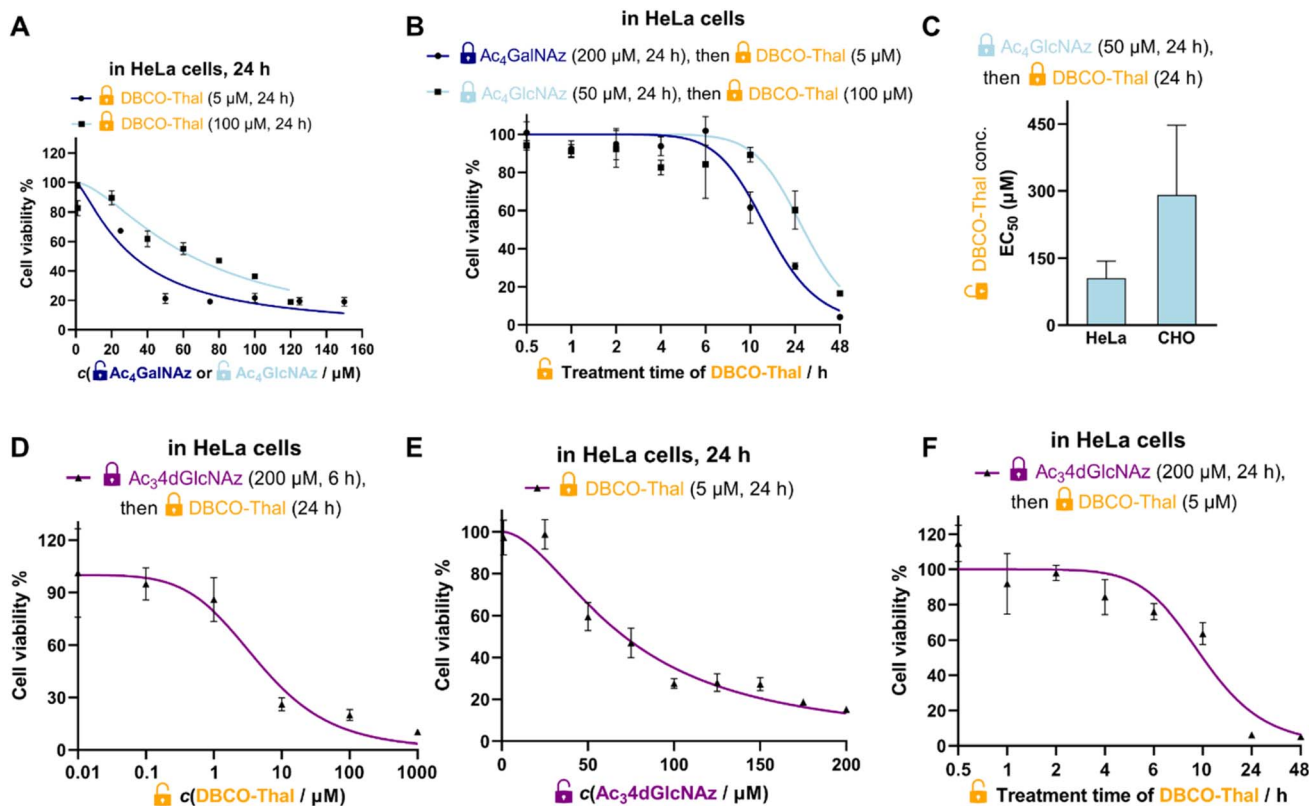 A
in HeLa cells, 24 h
DBCO-Thal (5 µM, 24 h)
DBCO-Thal (100 µM, 24 h)
Cell viability %
120
100
80
60
40
20
0
0 20 40 60 80 100 120 140 160
c(Ac₄GalNAz or Ac₄GlcNAz / µM)
B
in HeLa cells
Ac₄GalNAz (200 µM, 24 h), then DBCO-Thal (5 µM)
Ac₄GlcNAz (50 µM, 24 h), then DBCO-Thal (100 µM)
Cell viability %
100
80
60
40
20
0
0.5 1 2 4 6 10 24 48
Treatment time of DBCO-Thal / h
C
Ac₄GlcNAz (50 µM, 24 h),
then DBCO-Thal (24 h)
DBCO-Thal conc.
EC₅₀ (µM)
450
300
150
0
HeLa CHO
D
in HeLa cells
Ac₃4dGlcNAz (200 µM, 6 h),
then DBCO-Thal (24 h)
Cell viability %
120
90
60
30
0
0.01 0.1 1 10 100 1000
c(DBCO-Thal / µM)
E
in HeLa cells, 24 h
DBCO-Thal (5 µM, 24 h)
Cell viability %
100
80
60
40
20
0
0 50 100 150 200
c(Ac₃4dGlcNAz / µM)
F
in HeLa cells
Ac₃4dGlcNAz (200 µM, 24 h),
then DBCO-Thal (5 µM)
Cell viability %
120
100
80
60
40
20
0
0.5 1 2 4 6 10 24 48
Treatment time of DBCO-Thal / h